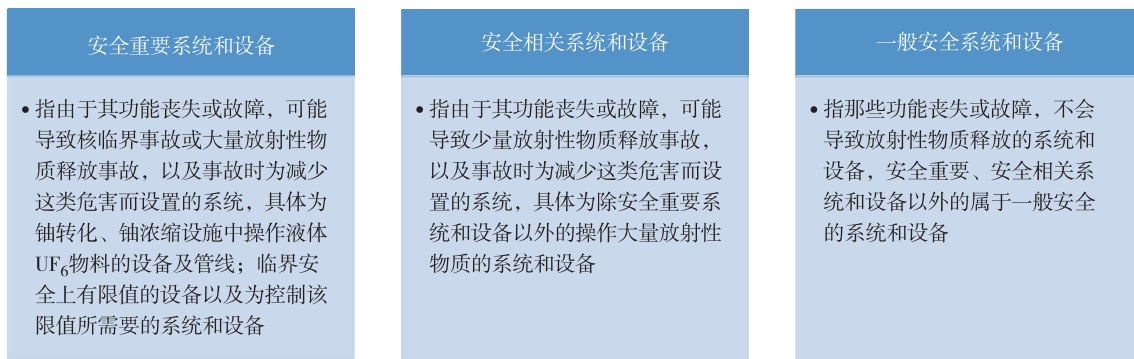 安全重要系统和设备
• 指由于其功能丧失或故障，可能
导致核临界事故或大量放射性物
质释放事故，以及事故时为减少
这类危害而设置的系统，具体为
铀转化、铀浓缩设施中操作液体
UF₆物料的设备及管线；临界安
全上有限值的设备以及为控制该
限值所需要的系统和设备
安全相关系统和设备
• 指由于其功能丧失或故障，可能
导致少量放射性物质释放事故，
以及事故时为减少这类危害而设
置的系统，具体为除安全重要系
统和设备以外的操作大量放射性
物质的系统和设备
一般安全系统和设备
• 指那些功能丧失或故障，不会
导致放射性物质释放的系统和
设备，安全重要、安全相关系
统和设备以外的属于一般安全
的系统和设备